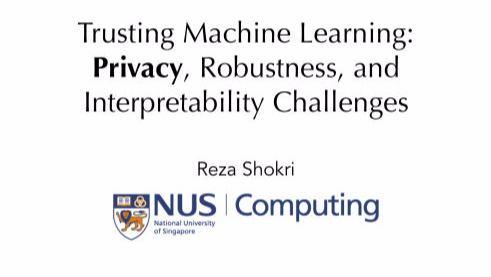 Trusting Machine Learning:
Privacy, Robustness, and
Interpretability Challenges
Reza Shokri
NUS Computing
National University
of Singapore